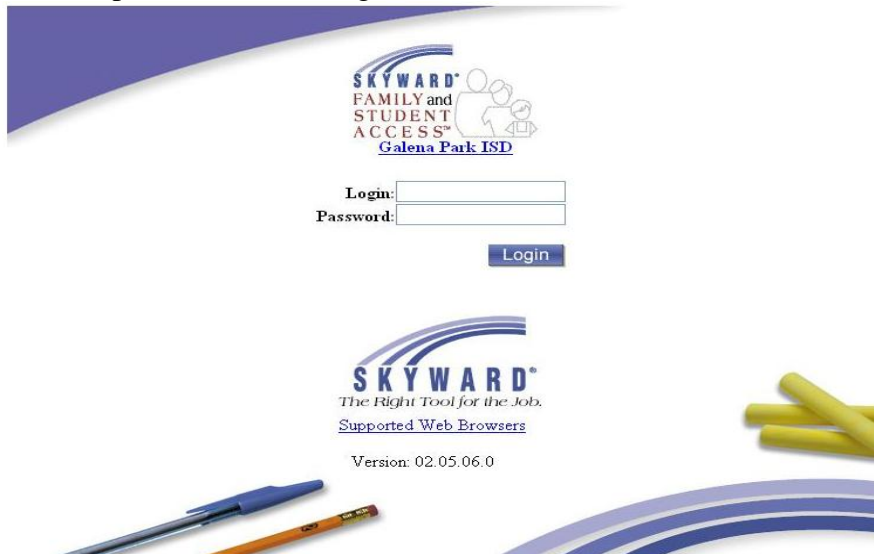 SKYWARD®
FAMILY and
STUDENT
ACCESS℠
Galena Park ISD
Login:
Password:
Login
SKYWARD®
The Right Tool for the Job.
Supported Web Browsers
Version: 02.05.06.0